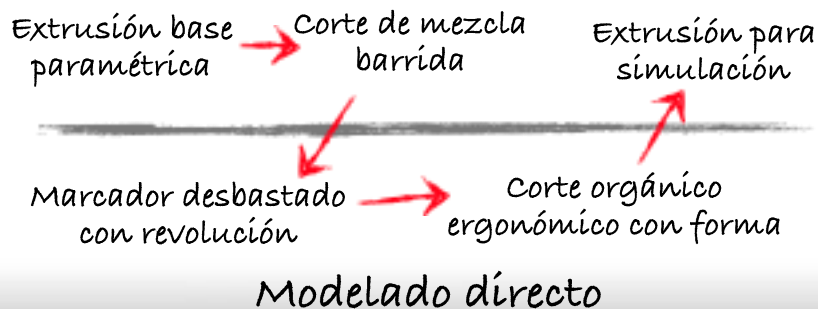 Extrusión base
paramétrica
Corte de mezcla
barrida
Extrusión para
simulación
Marcador desbastado
con revolución
Corte orgánico
ergonómico con forma
Modelado directo